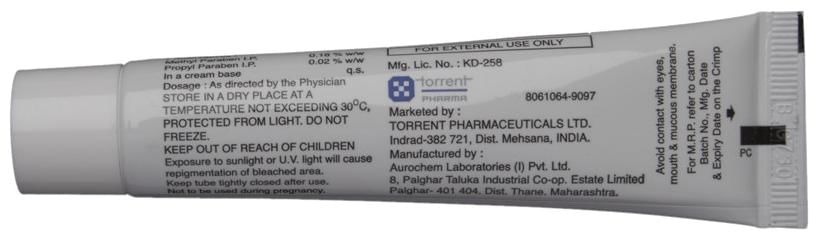 Methyl Paraben I.P. 0.18 % w/w
Propyl Paraben I.P. 0.02 % w/w
In a cream base q.s.
Dosage : As directed by the Physician
STORE IN A DRY PLACE AT A
TEMPERATURE NOT EXCEEDING 30°C,
PROTECTED FROM LIGHT. DO NOT
FREEZE.
KEEP OUT OF REACH OF CHILDREN
Exposure to sunlight or U.V. light will cause
repigmentation of bleached area.
Keep tube tightly closed after use.
Not to be used during pregnancy.
FOR EXTERNAL USE ONLY
Mfg. Lic. No. : KD-258
torrent
PHARMA
8061064-9097
Marketed by :
TORRENT PHARMACEUTICALS LTD.
Indrad-382 721, Dist. Mehsana, INDIA.
Manufactured by :
Aurochem Laboratories (I) Pvt. Ltd.
8, Palghar Taluka Industrial Co-op. Estate Limited
Palghar- 401 404. Dist. Thane. Maharashtra.
Avoid contact with eyes,
mouth & mucous membrane.
For M.R.P. refer to carton
Batch No., Mfg. Date
& Expiry Date on the Crimp
PG